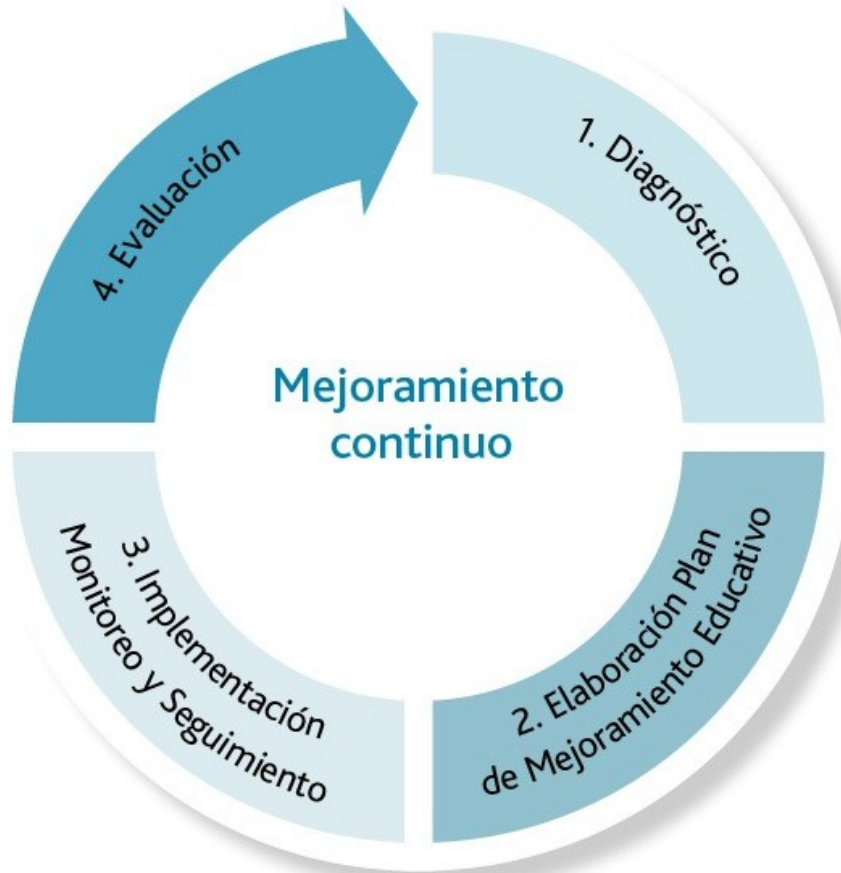 1. Diagnóstico
2. Elaboración Plan
de Mejoramiento Educativo
3. Implementación
Monitoreo y Seguimiento
4. Evaluación
Mejoramiento
continuo